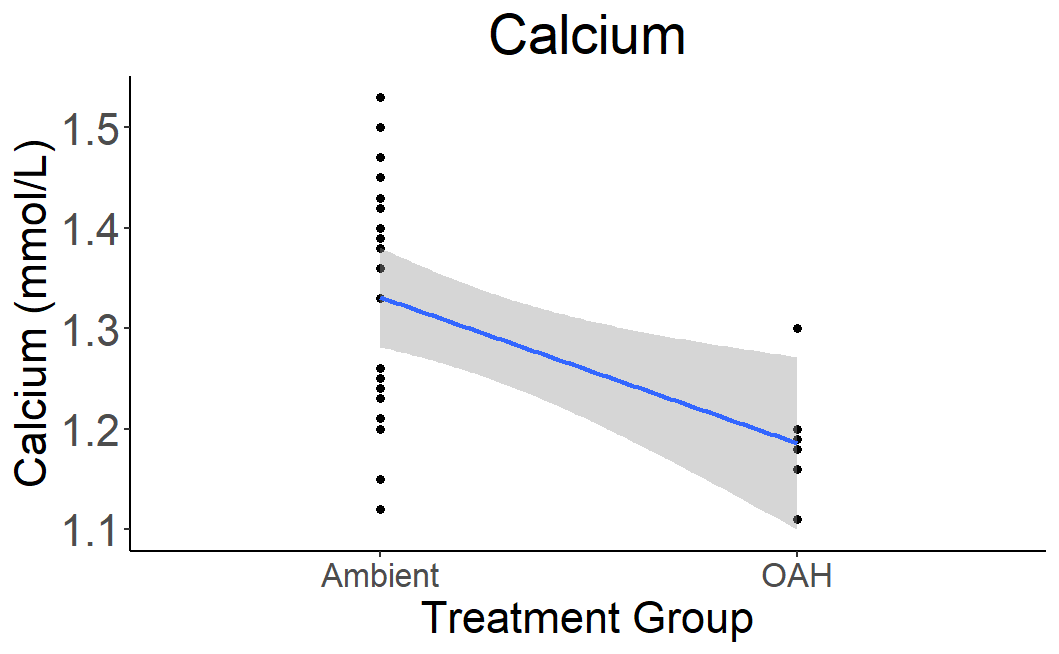 Calcium
Calcium (mmol/L)
1.5
1.4
1.3
1.2
1.1
Ambient OAH
Treatment Group